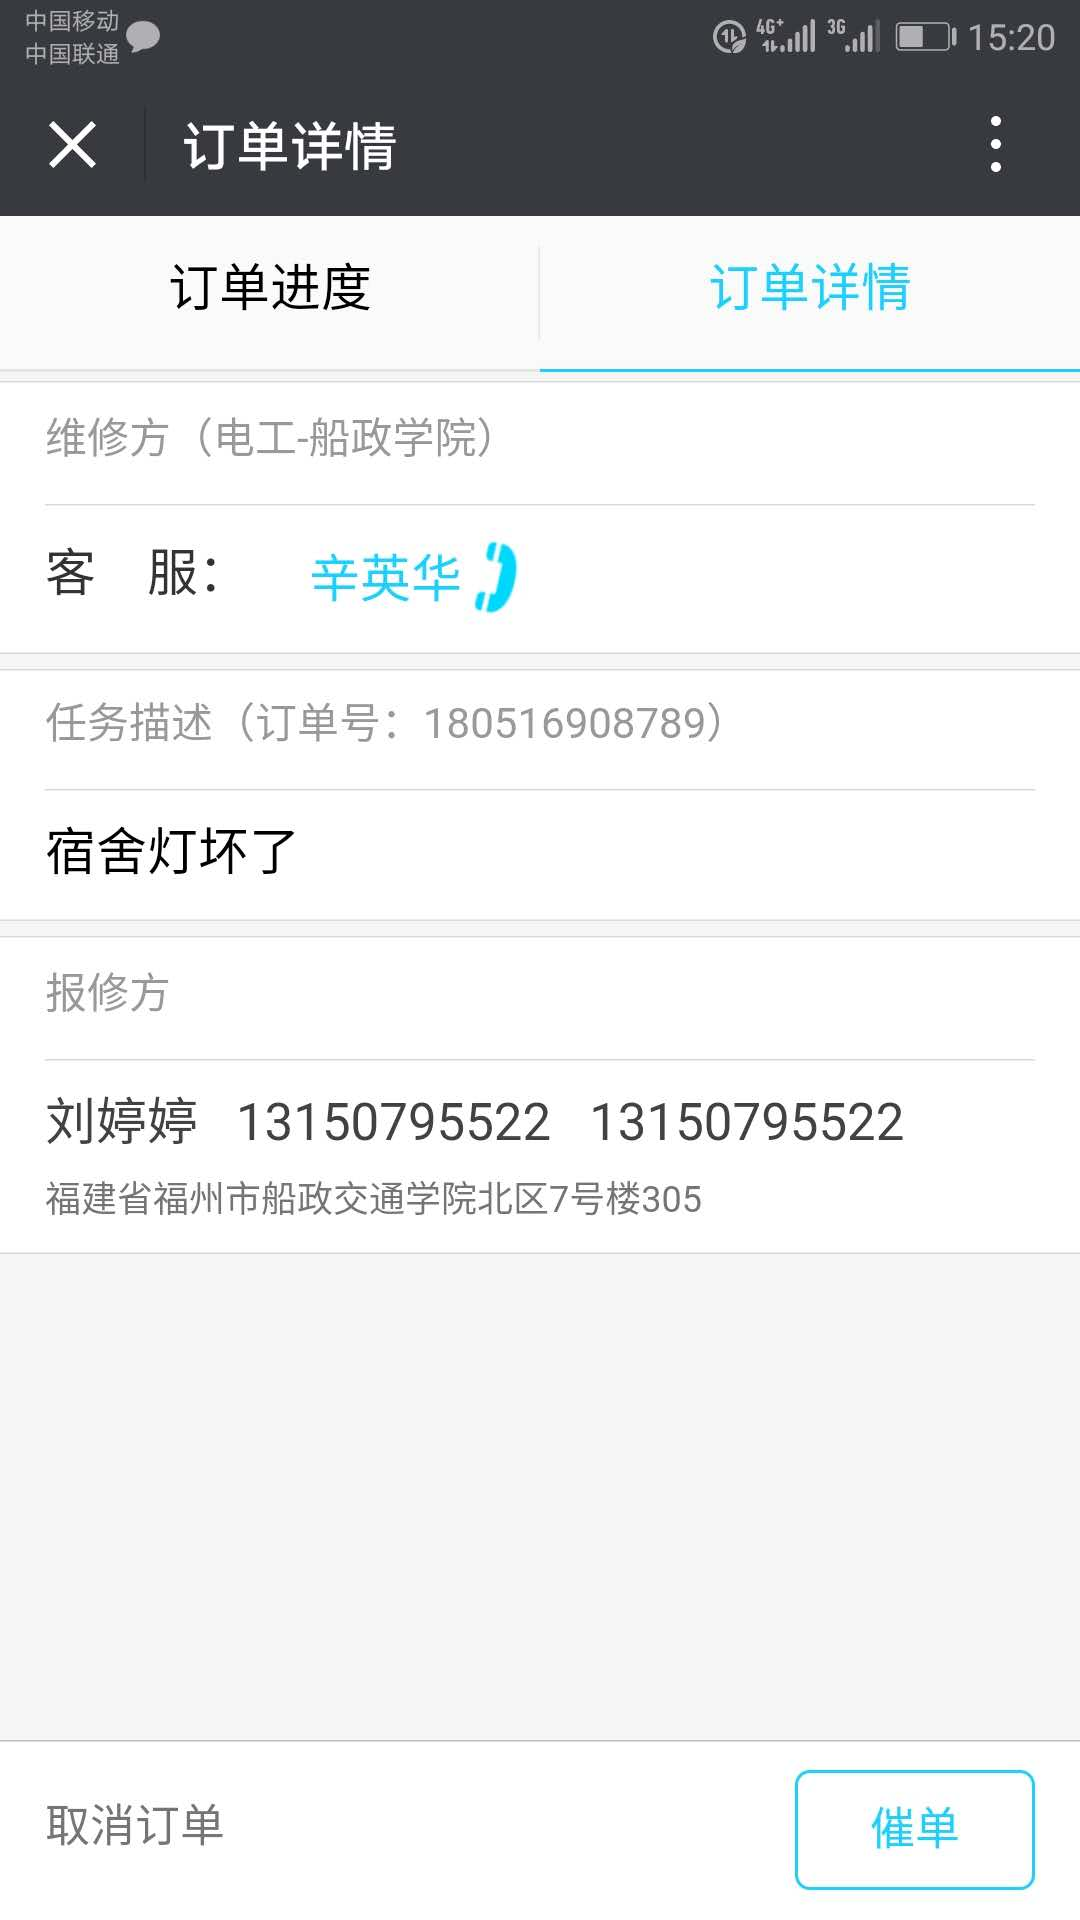 中国移动
中国联通
4G+ 3G 15:20
订单详情
订单进度 订单详情
维修方（电工-船政学院）
客 服： 辛英华
任务描述（订单号：180516908789）
宿舍灯坏了
报修方
刘婷婷 13150795522 13150795522
福建省福州市船政交通学院北区7号楼305
取消订单 催单